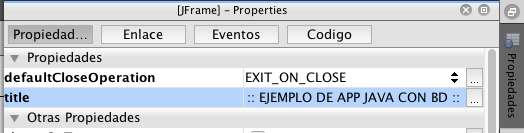 [JFrame] – Properties
Propiedad... Enlace Eventos Codigo
Propiedades
defaultCloseOperation EXIT_ON_CLOSE ...
title :: EJEMPLO DE APP JAVA CON BD :: ...
Otras Propiedades
Propiedades